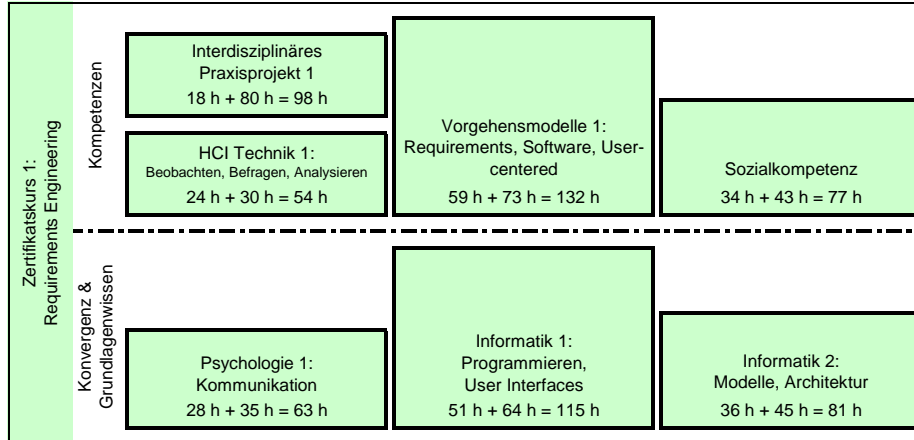 Zertifikatskurs 1:
Requirements Engineering
Kompetenzen
Interdisziplinäres
Praxisprojekt 1
18 h + 80 h = 98 h
HCI Technik 1:
Beobachten, Befragen, Analysieren
24 h + 30 h = 54 h
Vorgehensmodelle 1:
Requirements, Software, User-
centered
59 h + 73 h = 132 h
Sozialkompetenz
34 h + 43 h = 77 h
Konvergenz &
Grundlagenwissen
Psychologie 1:
Kommunikation
28 h + 35 h = 63 h
Informatik 1:
Programmieren,
User Interfaces
51 h + 64 h = 115 h
Informatik 2:
Modelle, Architektur
36 h + 45 h = 81 h